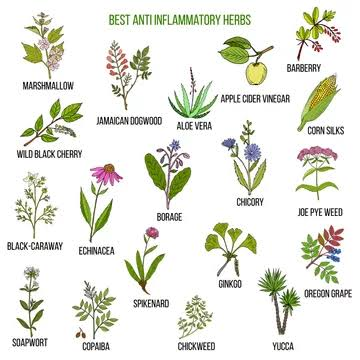 BEST ANTI INFLAMMATORY HERBS
MARSHMALLOW
JAMAICAN DOGWOOD
ALOE VERA
APPLE CIDER VINEGAR
BARBERRY
CORN SILKS
WILD BLACK CHERRY
BORAGE
CHICORY
JOE PYE WEED
BLACK-CARAWAY
ECHINACEA
SPIKENARD
GINKGO
OREGON GRAPE
SOAPWORT
COPAIBA
CHICKWEED
YUCCA